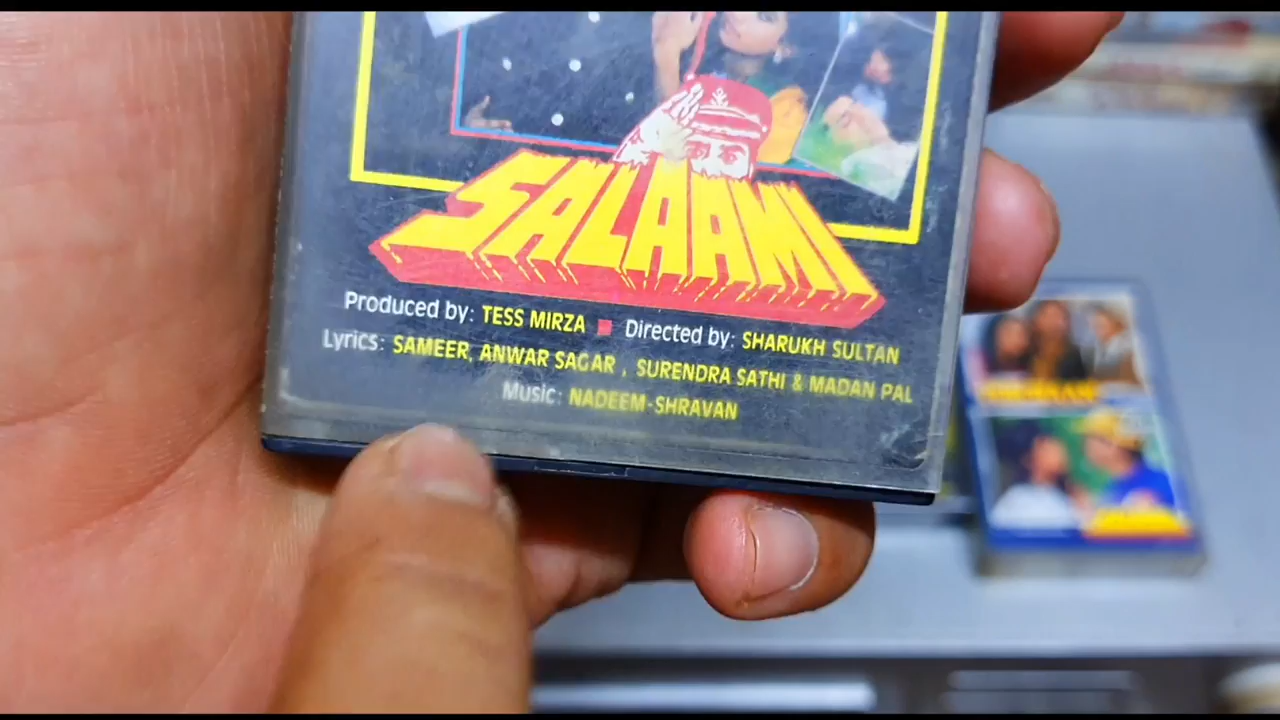 SALAAMI
Produced by: TESS MIRZA ■ Directed by: SHARUKH SULTAN
Lyrics: SAMEER, ANWAR SAGAR , SURENDRA SATHI & MADAN PAL
Music: NADEEM-SHRAVAN